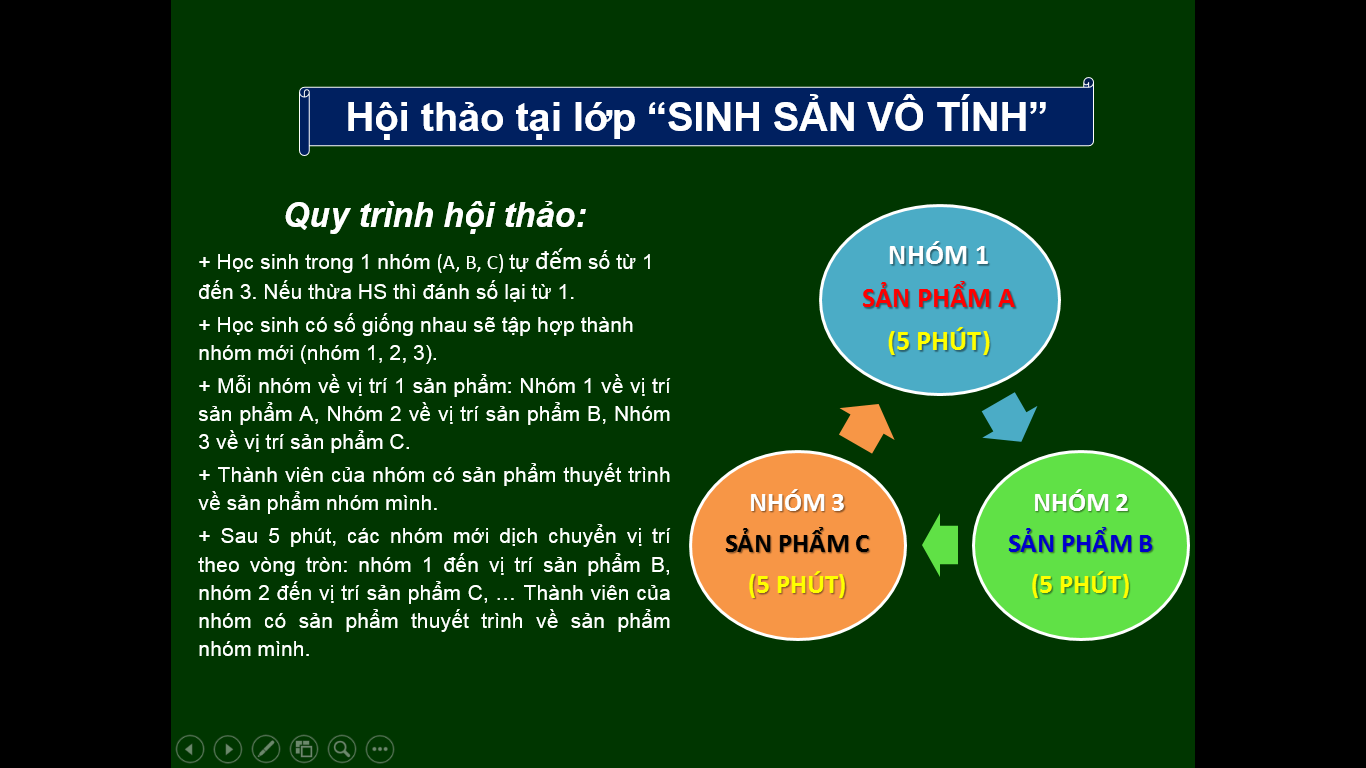 Hội thảo tại lớp “SINH SẢN VÔ TÍNH”
Quy trình hội thảo:
+ Học sinh trong 1 nhóm (A, B, C) tự đếm số từ 1
đến 3. Nếu thừa HS thì đánh số lại từ 1.
+ Học sinh có số giống nhau sẽ tập hợp thành
nhóm mới (nhóm 1, 2, 3).
+ Mỗi nhóm về vị trí 1 sản phẩm: Nhóm 1 về vị trí
sản phẩm A, Nhóm 2 về vị trí sản phẩm B, Nhóm
3 về vị trí sản phẩm C.
+ Thành viên của nhóm có sản phẩm thuyết trình
về sản phẩm nhóm mình.
+ Sau 5 phút, các nhóm mới dịch chuyển vị trí
theo vòng tròn: nhóm 1 đến vị trí sản phẩm B,
nhóm 2 đến vị trí sản phẩm C, … Thành viên của
nhóm có sản phẩm thuyết trình về sản phẩm
nhóm mình.
NHÓM 1
SẢN PHẨM A
(5 PHÚT)
NHÓM 3
SẢN PHẨM C
(5 PHÚT)
NHÓM 2
SẢN PHẨM B
(5 PHÚT)